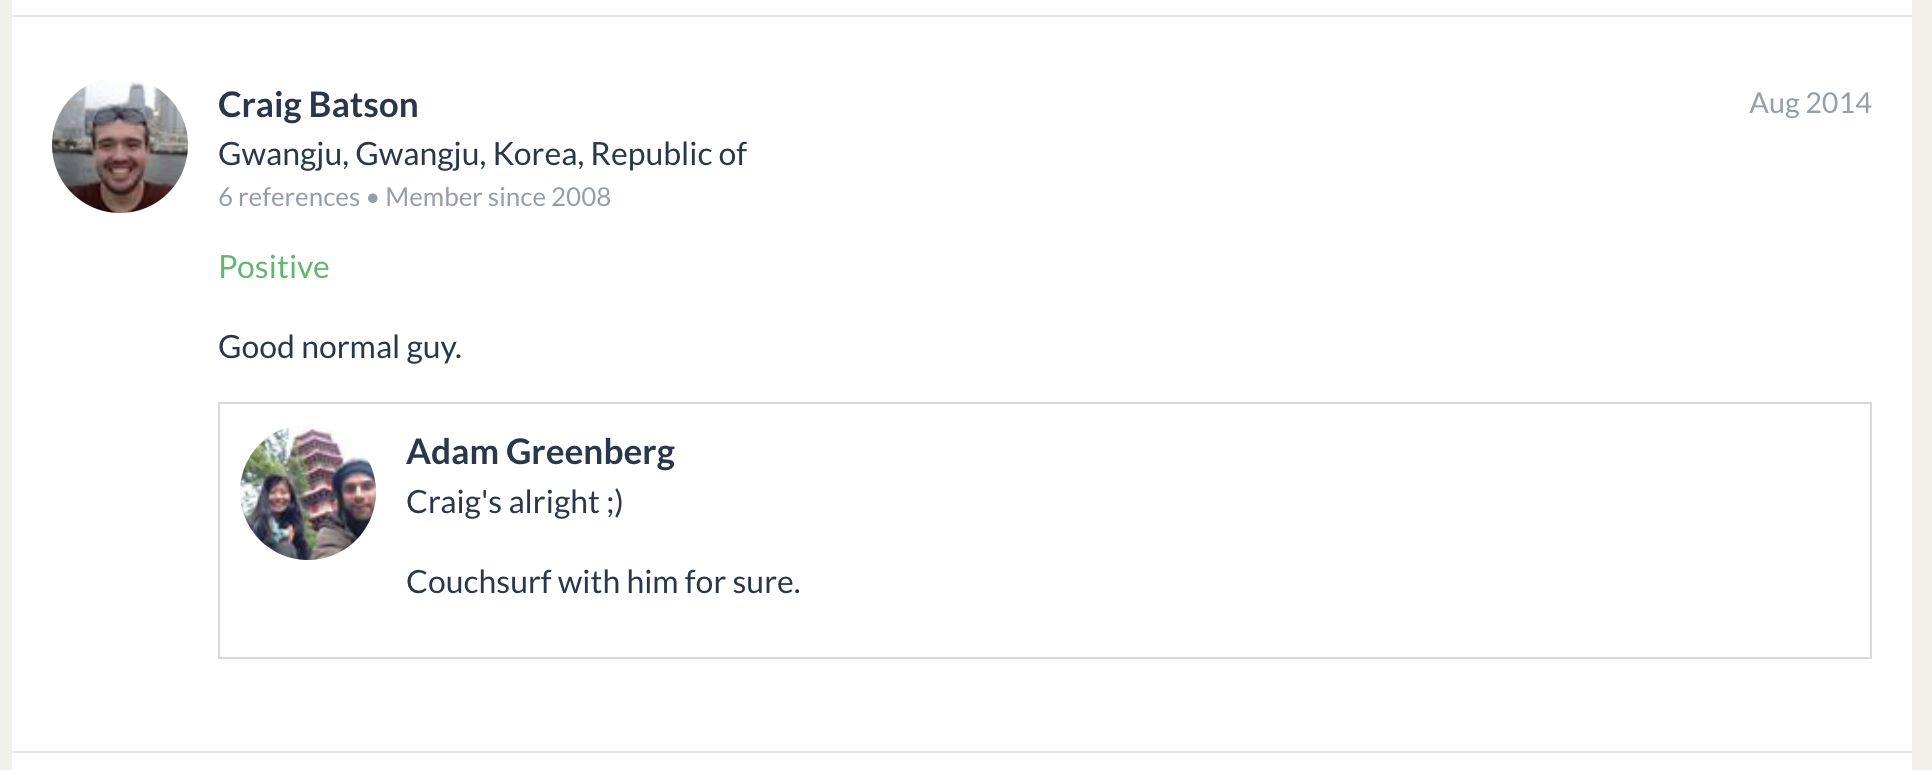 Craig Batson
Aug 2014
Gwangju, Gwangju, Korea, Republic of
6 references • Member since 2008
Positive
Good normal guy.
Adam Greenberg
Craig's alright ;)
Couchsurf with him for sure.